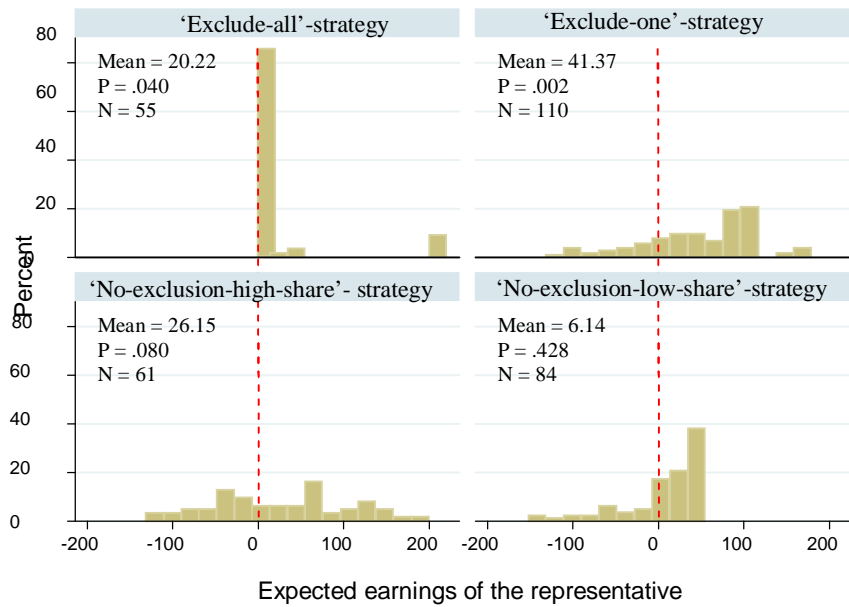 ‘Exclude-all’-strategy
‘Exclude-one’-strategy
80
60
40
20
0
Mean = 20.22
P = .040
N = 55
Mean = 41.37
P = .002
N = 110
Percent
‘No-exclusion-high-share’- strategy
‘No-exclusion-low-share’-strategy
80
60
40
20
0
Mean = 26.15
P = .080
N = 61
Mean = 6.14
P = .428
N = 84
-200 -100 0 100 200
-200 -100 0 100 200
Expected earnings of the representative